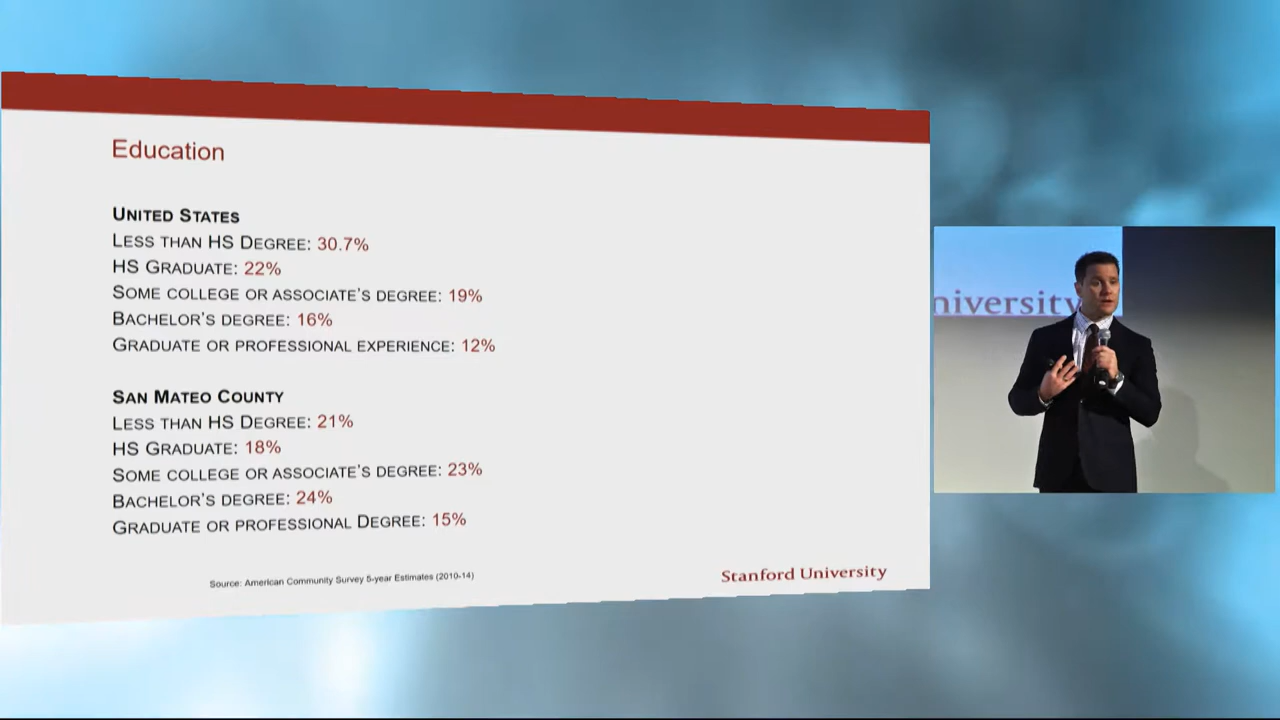 Education
UNITED STATES
LESS THAN HS DEGREE: 30.7%
HS GRADUATE: 22%
SOME COLLEGE OR ASSOCIATE'S DEGREE: 19%
BACHELOR'S DEGREE: 16%
GRADUATE OR PROFESSIONAL EXPERIENCE: 12%
SAN MATEO COUNTY
LESS THAN HS DEGREE: 21%
HS GRADUATE: 18%
SOME COLLEGE OR ASSOCIATE'S DEGREE: 23%
BACHELOR'S DEGREE: 24%
GRADUATE OR PROFESSIONAL DEGREE: 15%
Source: American Community Survey 5-year Estimates (2010-14)
Stanford University
niversity